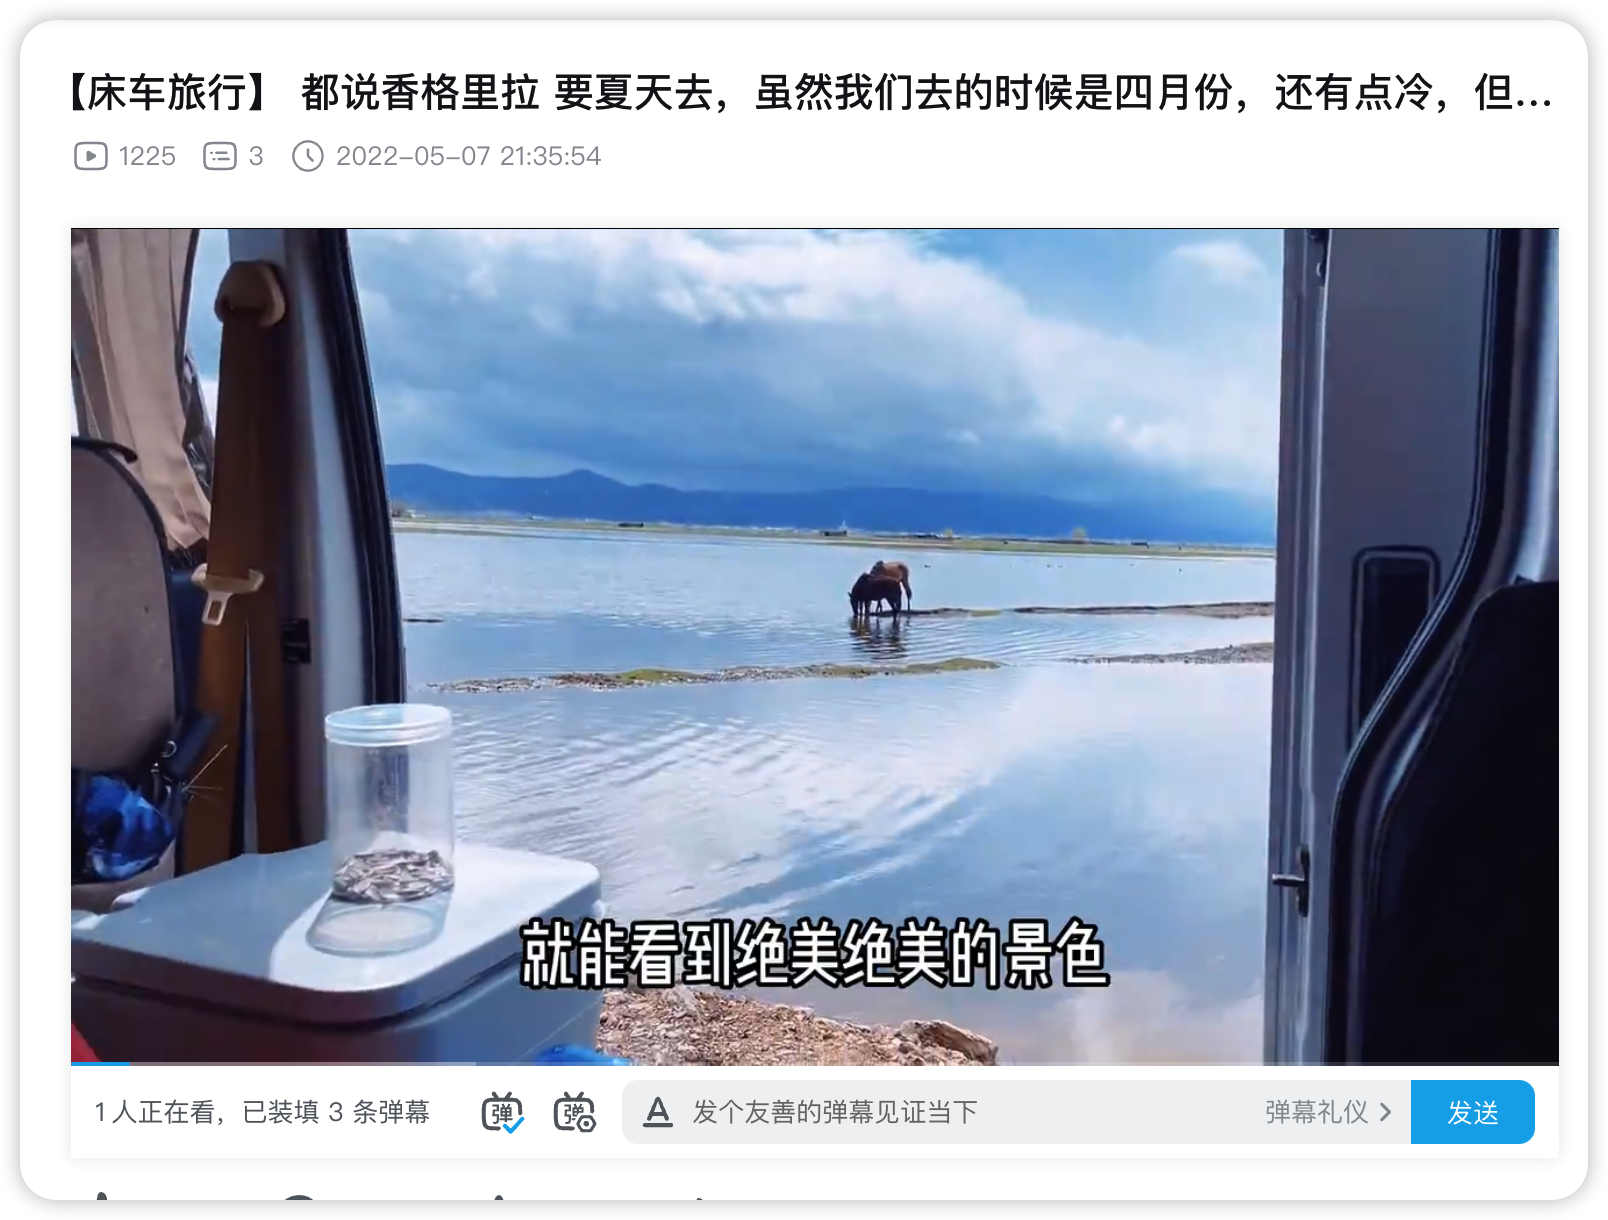 【床车旅行】 都说香格里拉 要夏天去，虽然我们去的时候是四月份，还有点冷，但...
1225 3 2022-05-07 21:35:54
就能看到绝美绝美的景色
1人正在看，已装填 3 条弹幕 弹 弹 A 发个友善的弹幕见证当下 弹幕礼仪 > 发送